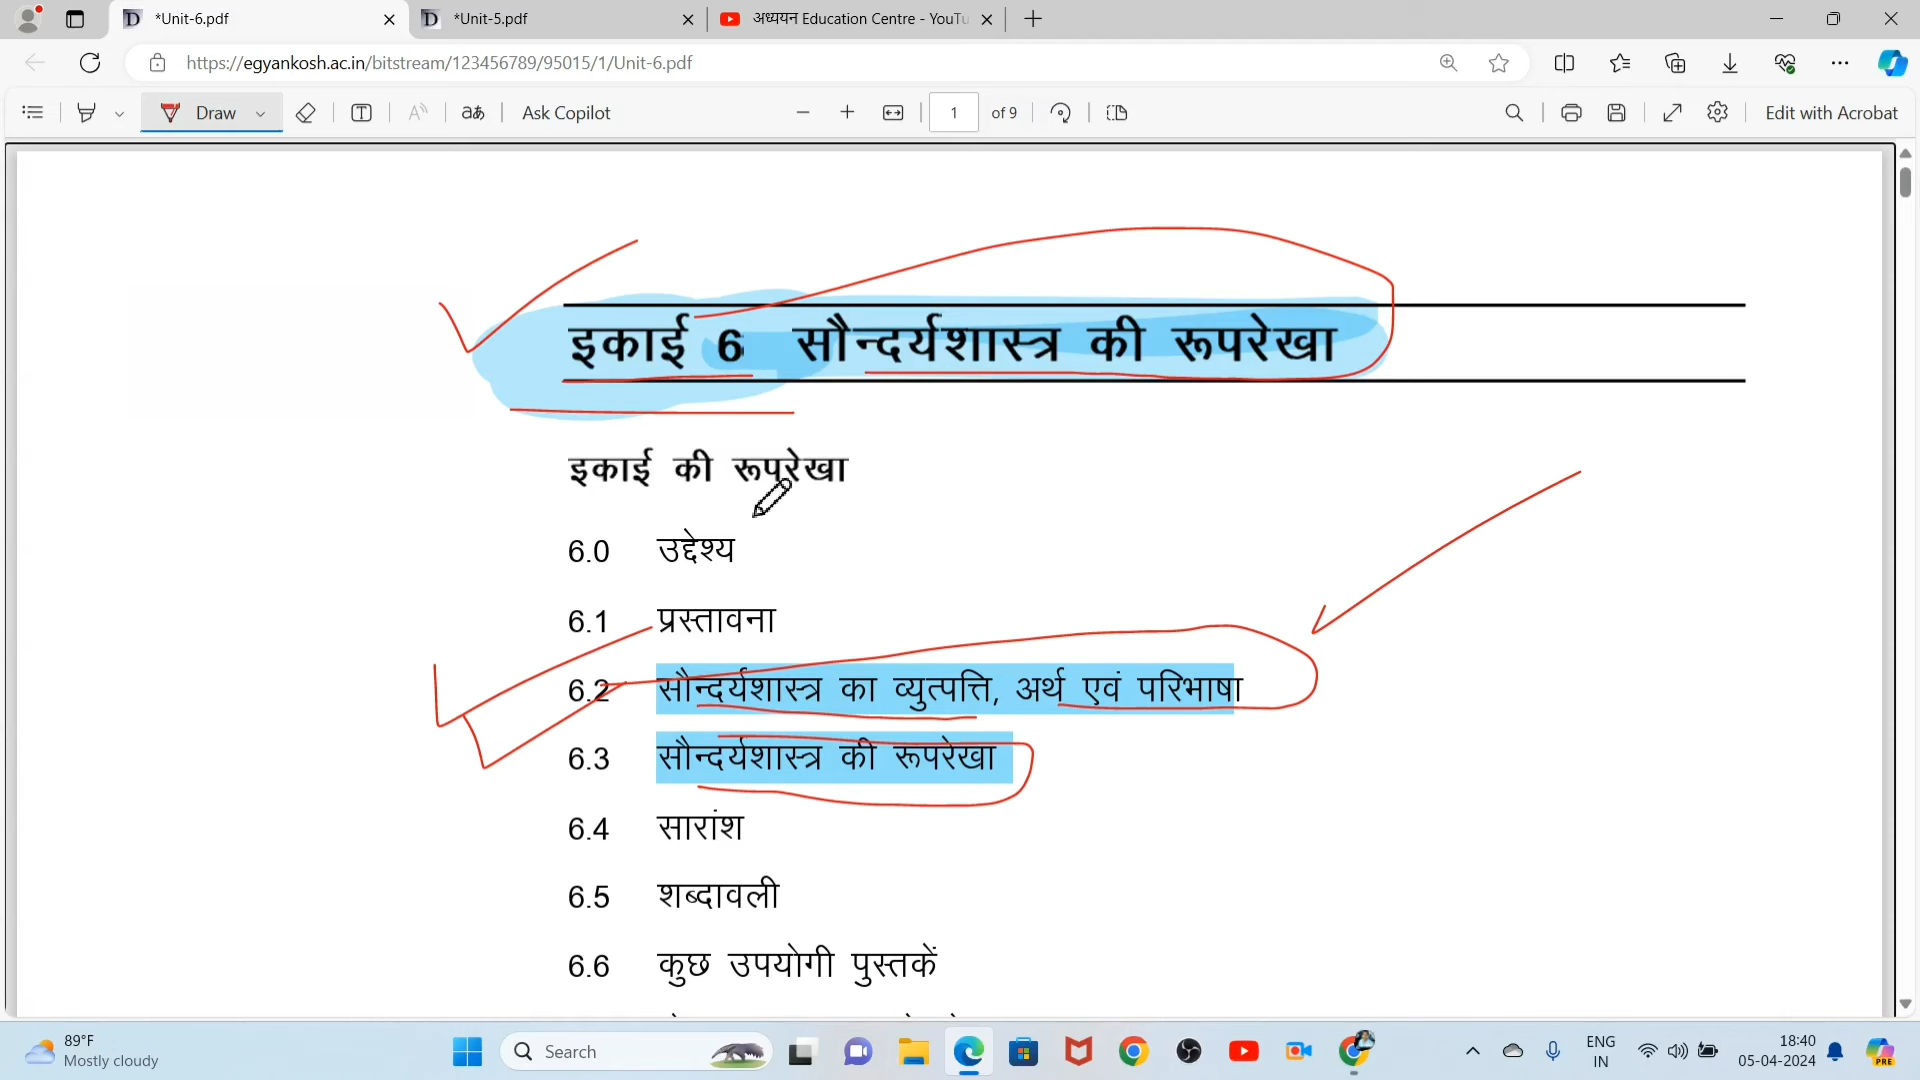 *Unit-6.pdf
*Unit-5.pdf
अध्ययन Education Centre - YouTu
https://egyankosh.ac.in/bitstream/123456789/95015/1/Unit-6.pdf
Draw
T
A
aあ
Ask Copilot
1 of 9
Edit with Acrobat
इकाई 6 सौन्दर्यशास्त्र की रूपरेखा
इकाई की रूपरेखा
6.0 उद्देश्य
6.1 प्रस्तावना
6.2 सौन्दर्यशास्त्र का व्युत्पत्ति, अर्थ एवं परिभाषा
6.3 सौन्दर्यशास्त्र की रूपरेखा
6.4 सारांश
6.5 शब्दावली
6.6 कुछ उपयोगी पुस्तकें
89°F
Mostly cloudy
Search
ENG
IN
18:40
05-04-2024
PRE